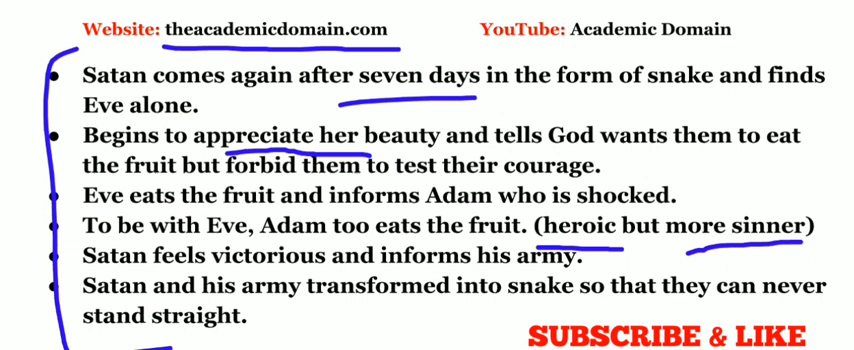 Website: theacademicdomain.com YouTube: Academic Domain
• Satan comes again after seven days in the form of snake and finds
Eve alone.
• Begins to appreciate her beauty and tells God wants them to eat
the fruit but forbid them to test their courage.
• Eve eats the fruit and informs Adam who is shocked.
• To be with Eve, Adam too eats the fruit. (heroic but more sinner)
• Satan feels victorious and informs his army.
• Satan and his army transformed into snake so that they can never
stand straight.
SUBSCRIBE & LIKE